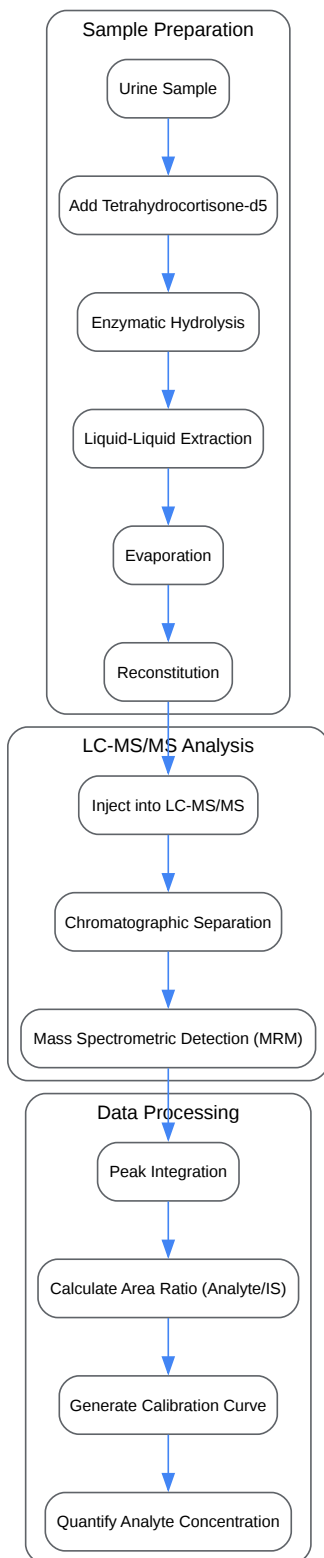 Sample Preparation
Urine Sample
Add Tetrahydrocortisone-d5
Enzymatic Hydrolysis
Liquid-Liquid Extraction
Evaporation
Reconstitution
LC-MS/MS Analysis
Inject into LC-MS/MS
Chromatographic Separation
Mass Spectrometric Detection (MRM)
Data Processing
Peak Integration
Calculate Area Ratio (Analyte/IS)
Generate Calibration Curve
Quantify Analyte Concentration